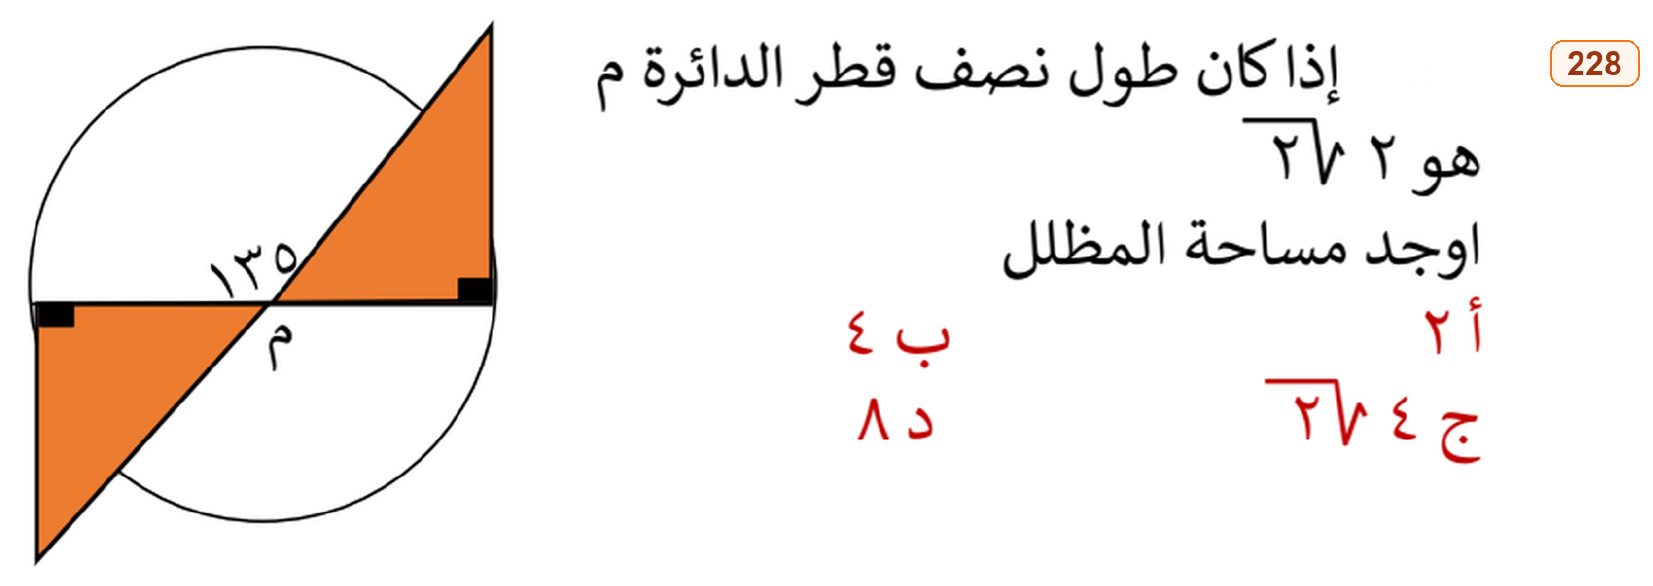 228
إذا كان طول نصف قطر الدائرة م
هو ٢ √٢
اوجد مساحة المظلل
أ ٢ ب ٤
ج ٤ √٢ د ٨
١٣٥
م